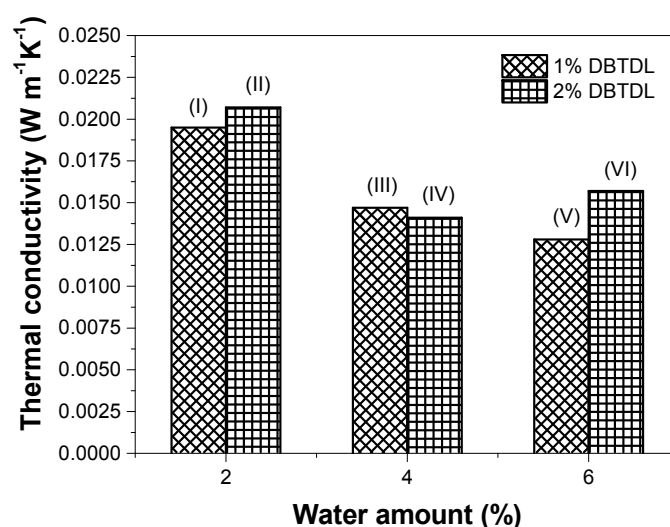 Thermal conductivity (W m⁻¹K⁻¹)
0.0250
0.0225
0.0200
0.0175
0.0150
0.0125
0.0100
0.0075
0.0050
0.0025
0.0000
1% DBTDL
2% DBTDL
(I)
(II)
(III)
(IV)
(V)
(VI)
2
4
6
Water amount (%)